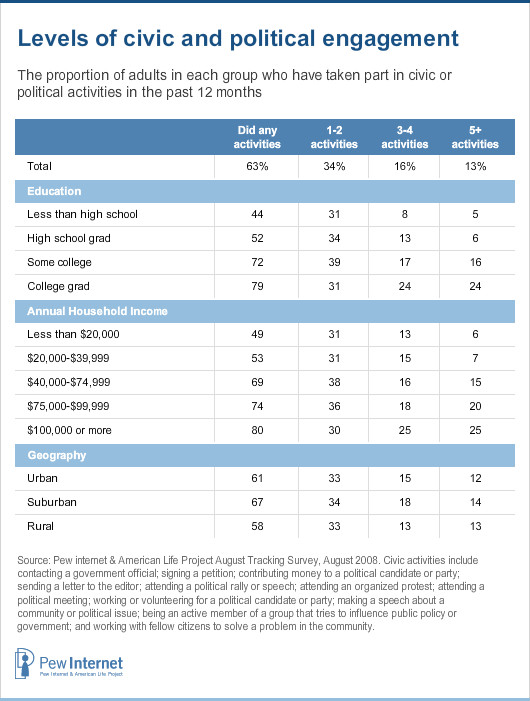 Levels of civic and political engagement
The proportion of adults in each group who have taken part in civic or
political activities in the past 12 months
Did any activities 1-2 activities 3-4 activities 5+ activities
Total 63% 34% 16% 13%
Education
Less than high school 44 31 8 5
High school grad 52 34 13 6
Some college 72 39 17 16
College grad 79 31 24 24
Annual Household Income
Less than $20,000 49 31 13 6
$20,000-$39,999 53 31 15 7
$40,000-$74,999 69 38 16 15
$75,000-$99,999 74 36 18 20
$100,000 or more 80 30 25 25
Geography
Urban 61 33 15 12
Suburban 67 34 18 14
Rural 58 33 13 13
Source: Pew internet & American Life Project August Tracking Survey, August 2008. Civic activities include
contacting a government official; signing a petition; contributing money to a political candidate or party;
sending a letter to the editor; attending a political rally or speech; attending an organized protest; attending a
political meeting; working or volunteering for a political candidate or party; making a speech about a
community or political issue; being an active member of a group that tries to influence public policy or
government; and working with fellow citizens to solve a problem in the community.
Pew Internet
Pew Internet & American Life Project